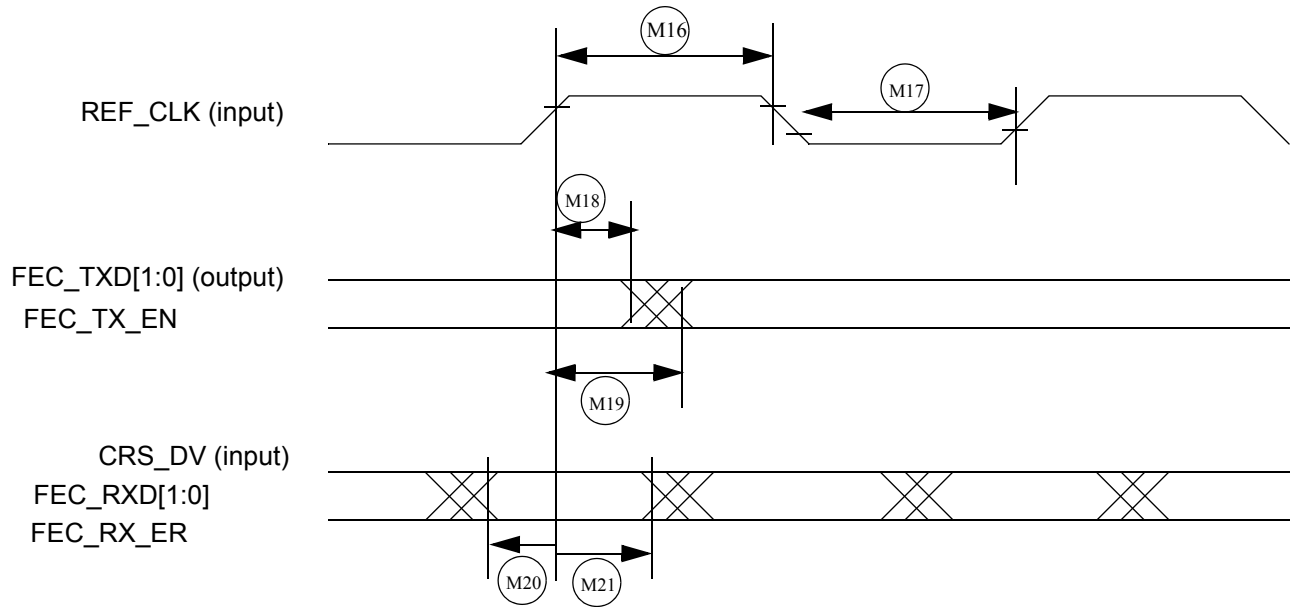 M16
REF_CLK (input)
M17
M18
FEC_TXD[1:0] (output)
FEC_TX_EN
M19
CRS_DV (input)
FEC_RXD[1:0]
FEC_RX_ER
M20
M21